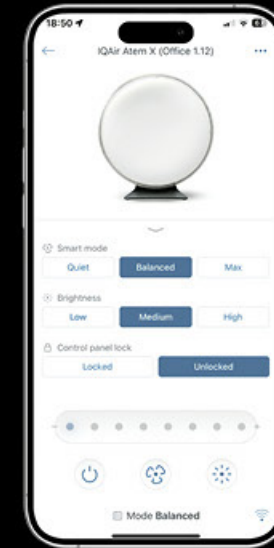 18:50
IQAir Atem X (Office 1.12)
Smart mode
Quiet Balanced Max
Brightness
Low Medium High
Control panel lock
Locked Unlocked
Mode Balanced